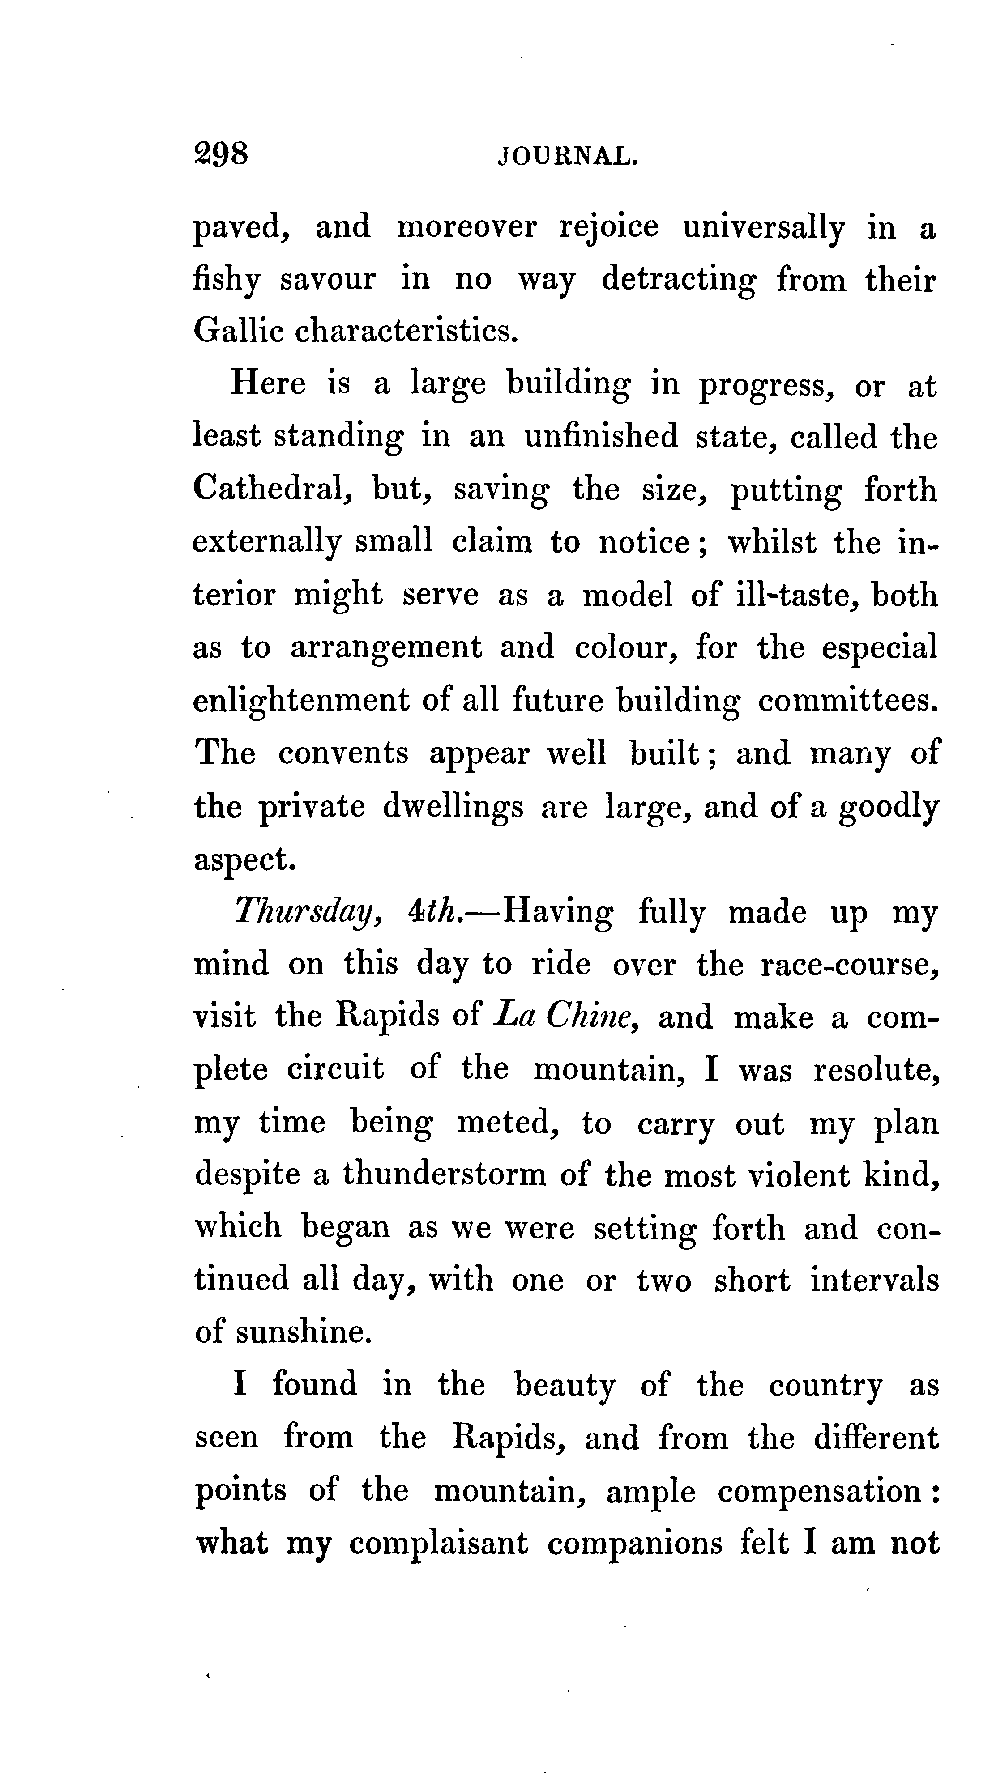 298 JOURNAL.
paved, and moreover rejoice universally in a
fishy savour in no way detracting from their
Gallic characteristics.
Here is a large building in progress, or at
least standing in an unfinished state, called the
Cathedral, but, saving the size, putting forth
externally small claim to notice; whilst the in-
terior might serve as a model of ill-taste, both
as to arrangement and colour, for the especial
enlightenment of all future building committees.
The convents appear well built; and many of
the private dwellings are large, and of a goodly
aspect.
Thursday, 4th.—Having fully made up my
mind on this day to ride over the race-course,
visit the Rapids of La Chine, and make a com-
plete circuit of the mountain, I was resolute,
my time being meted, to carry out my plan
despite a thunderstorm of the most violent kind,
which began as we were setting forth and con-
tinued all day, with one or two short intervals
of sunshine.
I found in the beauty of the country as
seen from the Rapids, and from the different
points of the mountain, ample compensation:
what my complaisant companions felt I am not